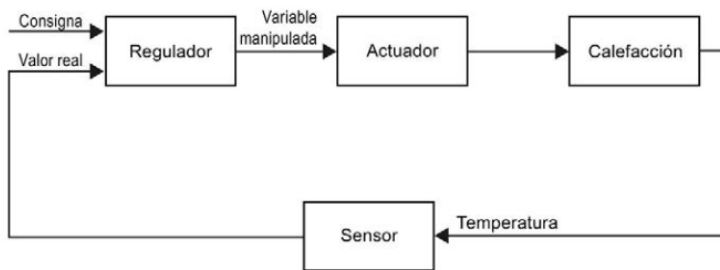 Consigna
Valor real
Regulador
Variable
manipulada
Actuador
Calefacción
Sensor
Temperatura